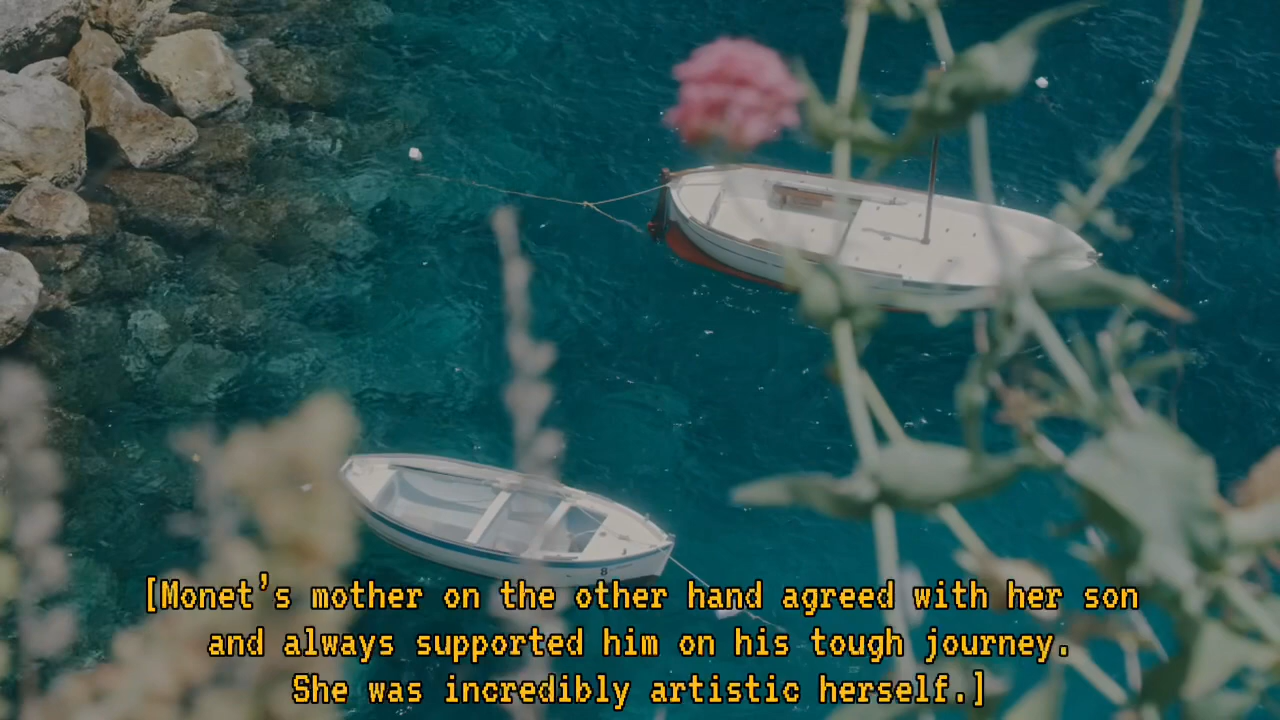 [Monet's mother on the other hand agreed with her son
and always supported him on his tough journey.
She was incredibly artistic herself.]
8